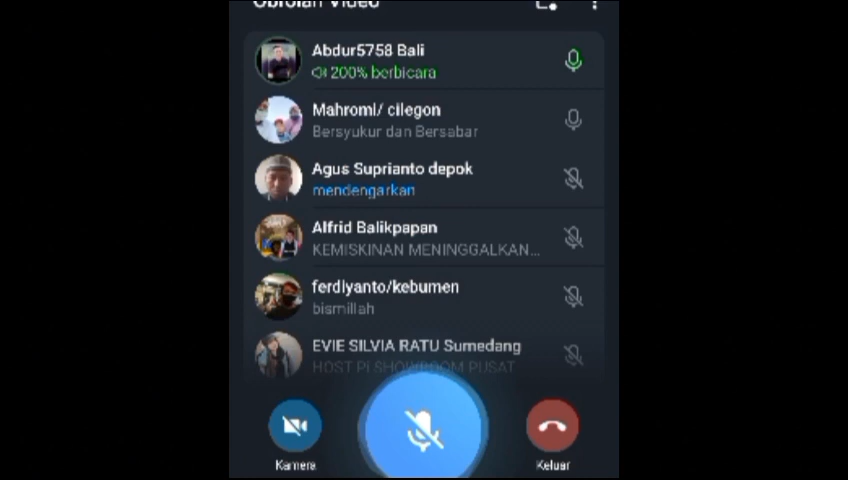 Obrolan Video
Abdur5758 Bali
200% berbicara
Mahromi/ cilegon
Bersyukur dan Bersabar
Agus Suprianto depok
mendengarkan
Alfrid Balikpapan
KEMISKINAN MENINGGALKAN...
ferdiyanto/kebumen
bismillah
EVIE SILVIA RATU Sumedang
HOST Pi SHOWROOM PUSAT
Kamera
Keluar